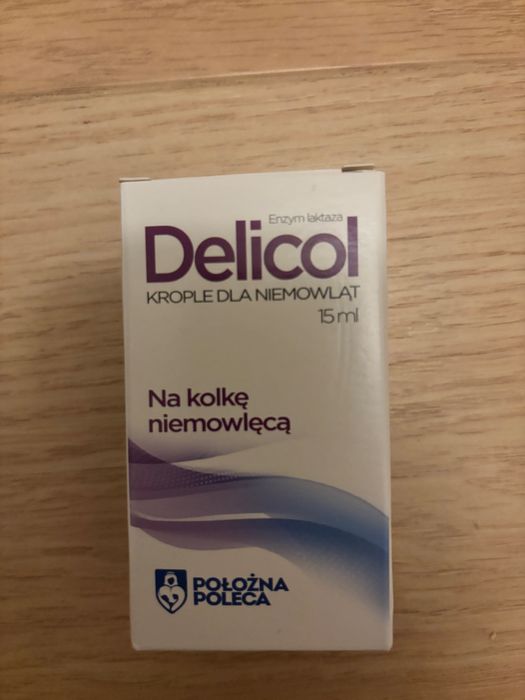 Enzym laktaza
Delicol
KROPLE DLA NIEMOWLĄT
15 ml
Na kolkę
niemowlęcą
POŁOŻNA
POLECA